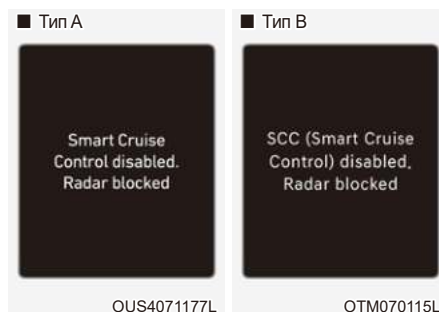 ■ Тип A
Smart Cruise
Control disabled.
Radar blocked
OUS4071177L
■ Тип B
SCC (Smart Cruise
Control) disabled.
Radar blocked
OTM070115L